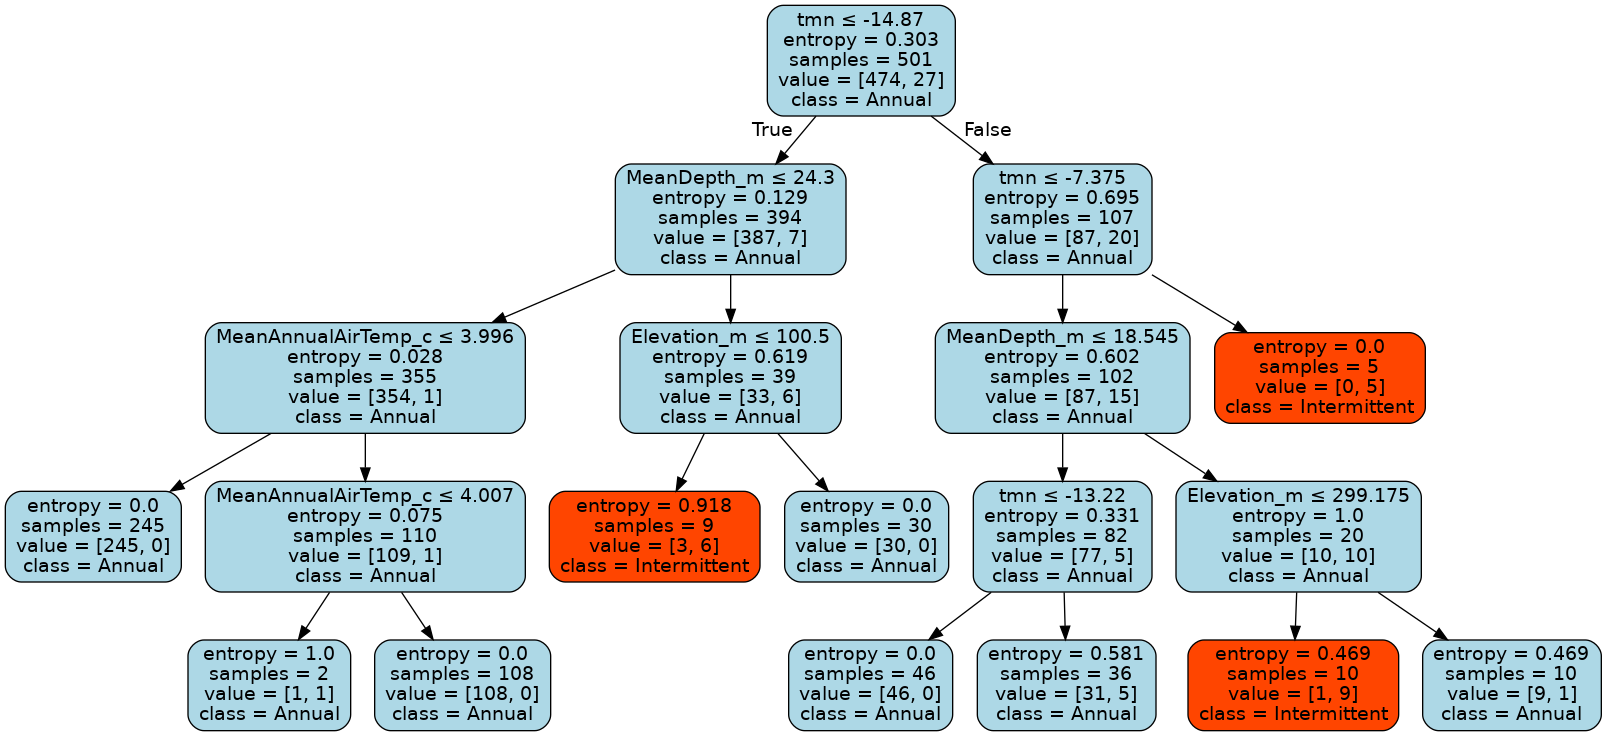 tmn ≤ -14.87
entropy = 0.303
samples = 501
value = [474, 27]
class = Annual
True
False
MeanDepth_m ≤ 24.3
entropy = 0.129
samples = 394
value = [387, 7]
class = Annual
tmn ≤ -7.375
entropy = 0.695
samples = 107
value = [87, 20]
class = Annual
MeanAnnualAirTemp_c ≤ 3.996
entropy = 0.028
samples = 355
value = [354, 1]
class = Annual
Elevation_m ≤ 100.5
entropy = 0.619
samples = 39
value = [33, 6]
class = Annual
MeanDepth_m ≤ 18.545
entropy = 0.602
samples = 102
value = [87, 15]
class = Annual
entropy = 0.0
samples = 5
value = [0, 5]
class = Intermittent
entropy = 0.0
samples = 245
value = [245, 0]
class = Annual
MeanAnnualAirTemp_c ≤ 4.007
entropy = 0.075
samples = 110
value = [109, 1]
class = Annual
entropy = 0.918
samples = 9
value = [3, 6]
class = Intermittent
entropy = 0.0
samples = 30
value = [30, 0]
class = Annual
tmn ≤ -13.22
entropy = 0.331
samples = 82
value = [77, 5]
class = Annual
Elevation_m ≤ 299.175
entropy = 1.0
samples = 20
value = [10, 10]
class = Annual
entropy = 1.0
samples = 2
value = [1, 1]
class = Annual
entropy = 0.0
samples = 108
value = [108, 0]
class = Annual
entropy = 0.0
samples = 46
value = [46, 0]
class = Annual
entropy = 0.581
samples = 36
value = [31, 5]
class = Annual
entropy = 0.469
samples = 10
value = [1, 9]
class = Intermittent
entropy = 0.469
samples = 10
value = [9, 1]
class = Annual